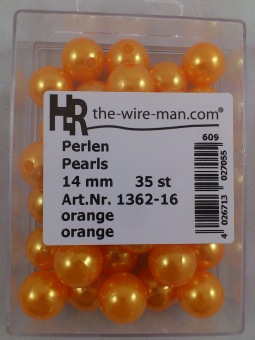 HR the-wire-man.com®
609
Perlen
Pearls
14 mm 35 st
Art.Nr. 1362-16
orange
orange
4 026713 027055